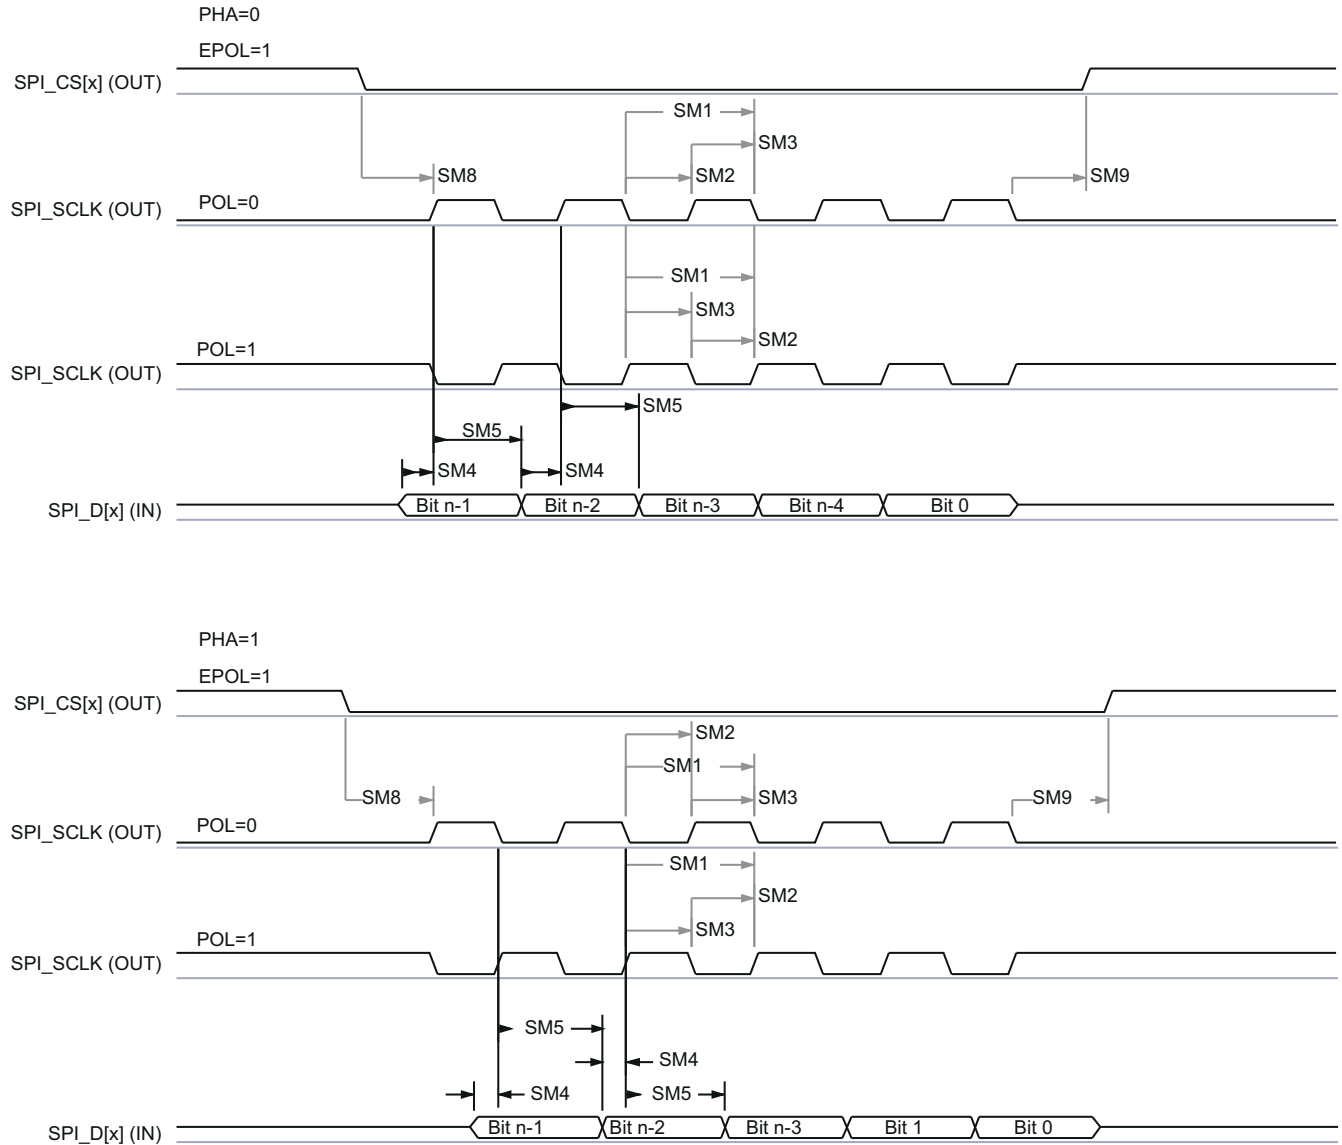 PHA=0
EPOL=1
SPI_CS[x] (OUT)
SM1
SM3
SM8
SM2
SM9
SPI_SCLK (OUT)
POL=0
SM1
SM3
SM2
POL=1
SPI_SCLK (OUT)
SM5
SM5
SM4
SM4
SPI_D[x] (IN)
Bit n-1
Bit n-2
Bit n-3
Bit n-4
Bit 0
PHA=1
EPOL=1
SPI_CS[x] (OUT)
SM2
SM1
SM8
SM3
SM9
SPI_SCLK (OUT)
POL=0
SM1
SM2
SM3
POL=1
SPI_SCLK (OUT)
SM5
SM4
SM4
SM5
SPI_D[x] (IN)
Bit n-1
Bit n-2
Bit n-3
Bit 1
Bit 0